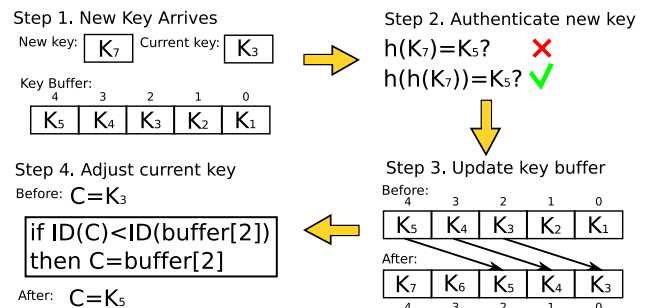 Step 1. New Key Arrives
New key: K7 Current key: K3
Key Buffer:
4 3 2 1 0
K5 K4 K3 K2 K1
Step 2. Authenticate new key
h(K7)=K5?
h(h(K7))=K5?
Step 3. Update key buffer
Before:
4 3 2 1 0
K5 K4 K3 K2 K1
After:
K7 K6 K5 K4 K3
4 3 2 1 0
Step 4. Adjust current key
Before: C=K3
if ID(C)<ID(buffer[2])
then C=buffer[2]
After: C=K5